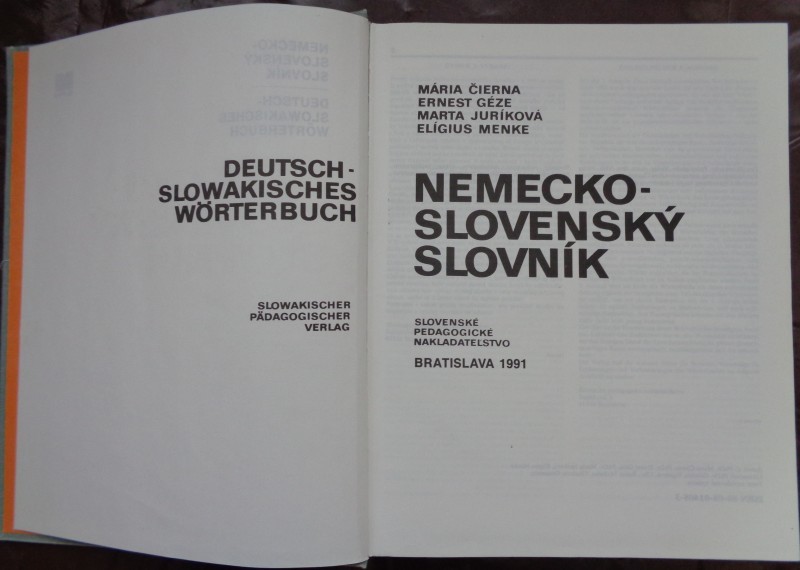 DEUTSCH-
SLOWAKISCHES
WÖRTERBUCH
SLOWAKISCHER
PÄDAGOGISCHER
VERLAG
MÁRIA ČIERNA
ERNEST GÉZE
MARTA JURÍKOVÁ
ELÍGIUS MENKE
NEMECKO-
SLOVENSKÝ
SLOVNÍK
SLOVENSKÉ
PEDAGOGICKÉ
NAKLADATEĽSTVO
BRATISLAVA 1991